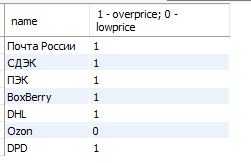 name
1 - overprice; 0 -
lowprice
Почта России 1
СДЭК 1
ПЭК 1
BoxBerry 1
DHL 1
Ozon 0
DPD 1